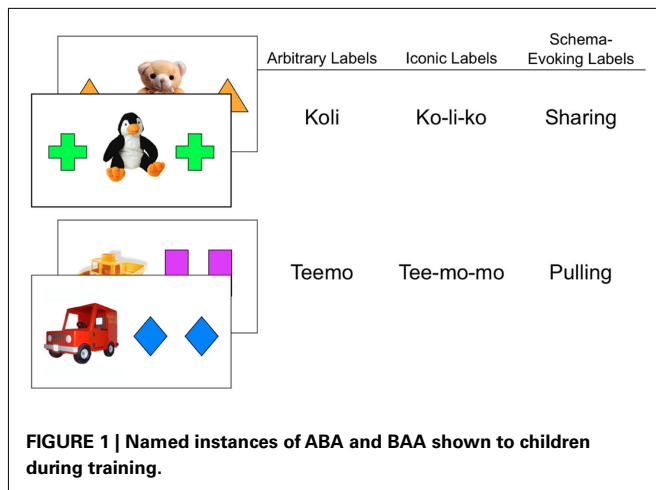 Schema-
Arbitrary Labels Iconic Labels Evoking Labels
Koli Ko-li-ko Sharing
Teemo Tee-mo-mo Pulling
FIGURE 1 | Named instances of ABA and BAA shown to children
during training.